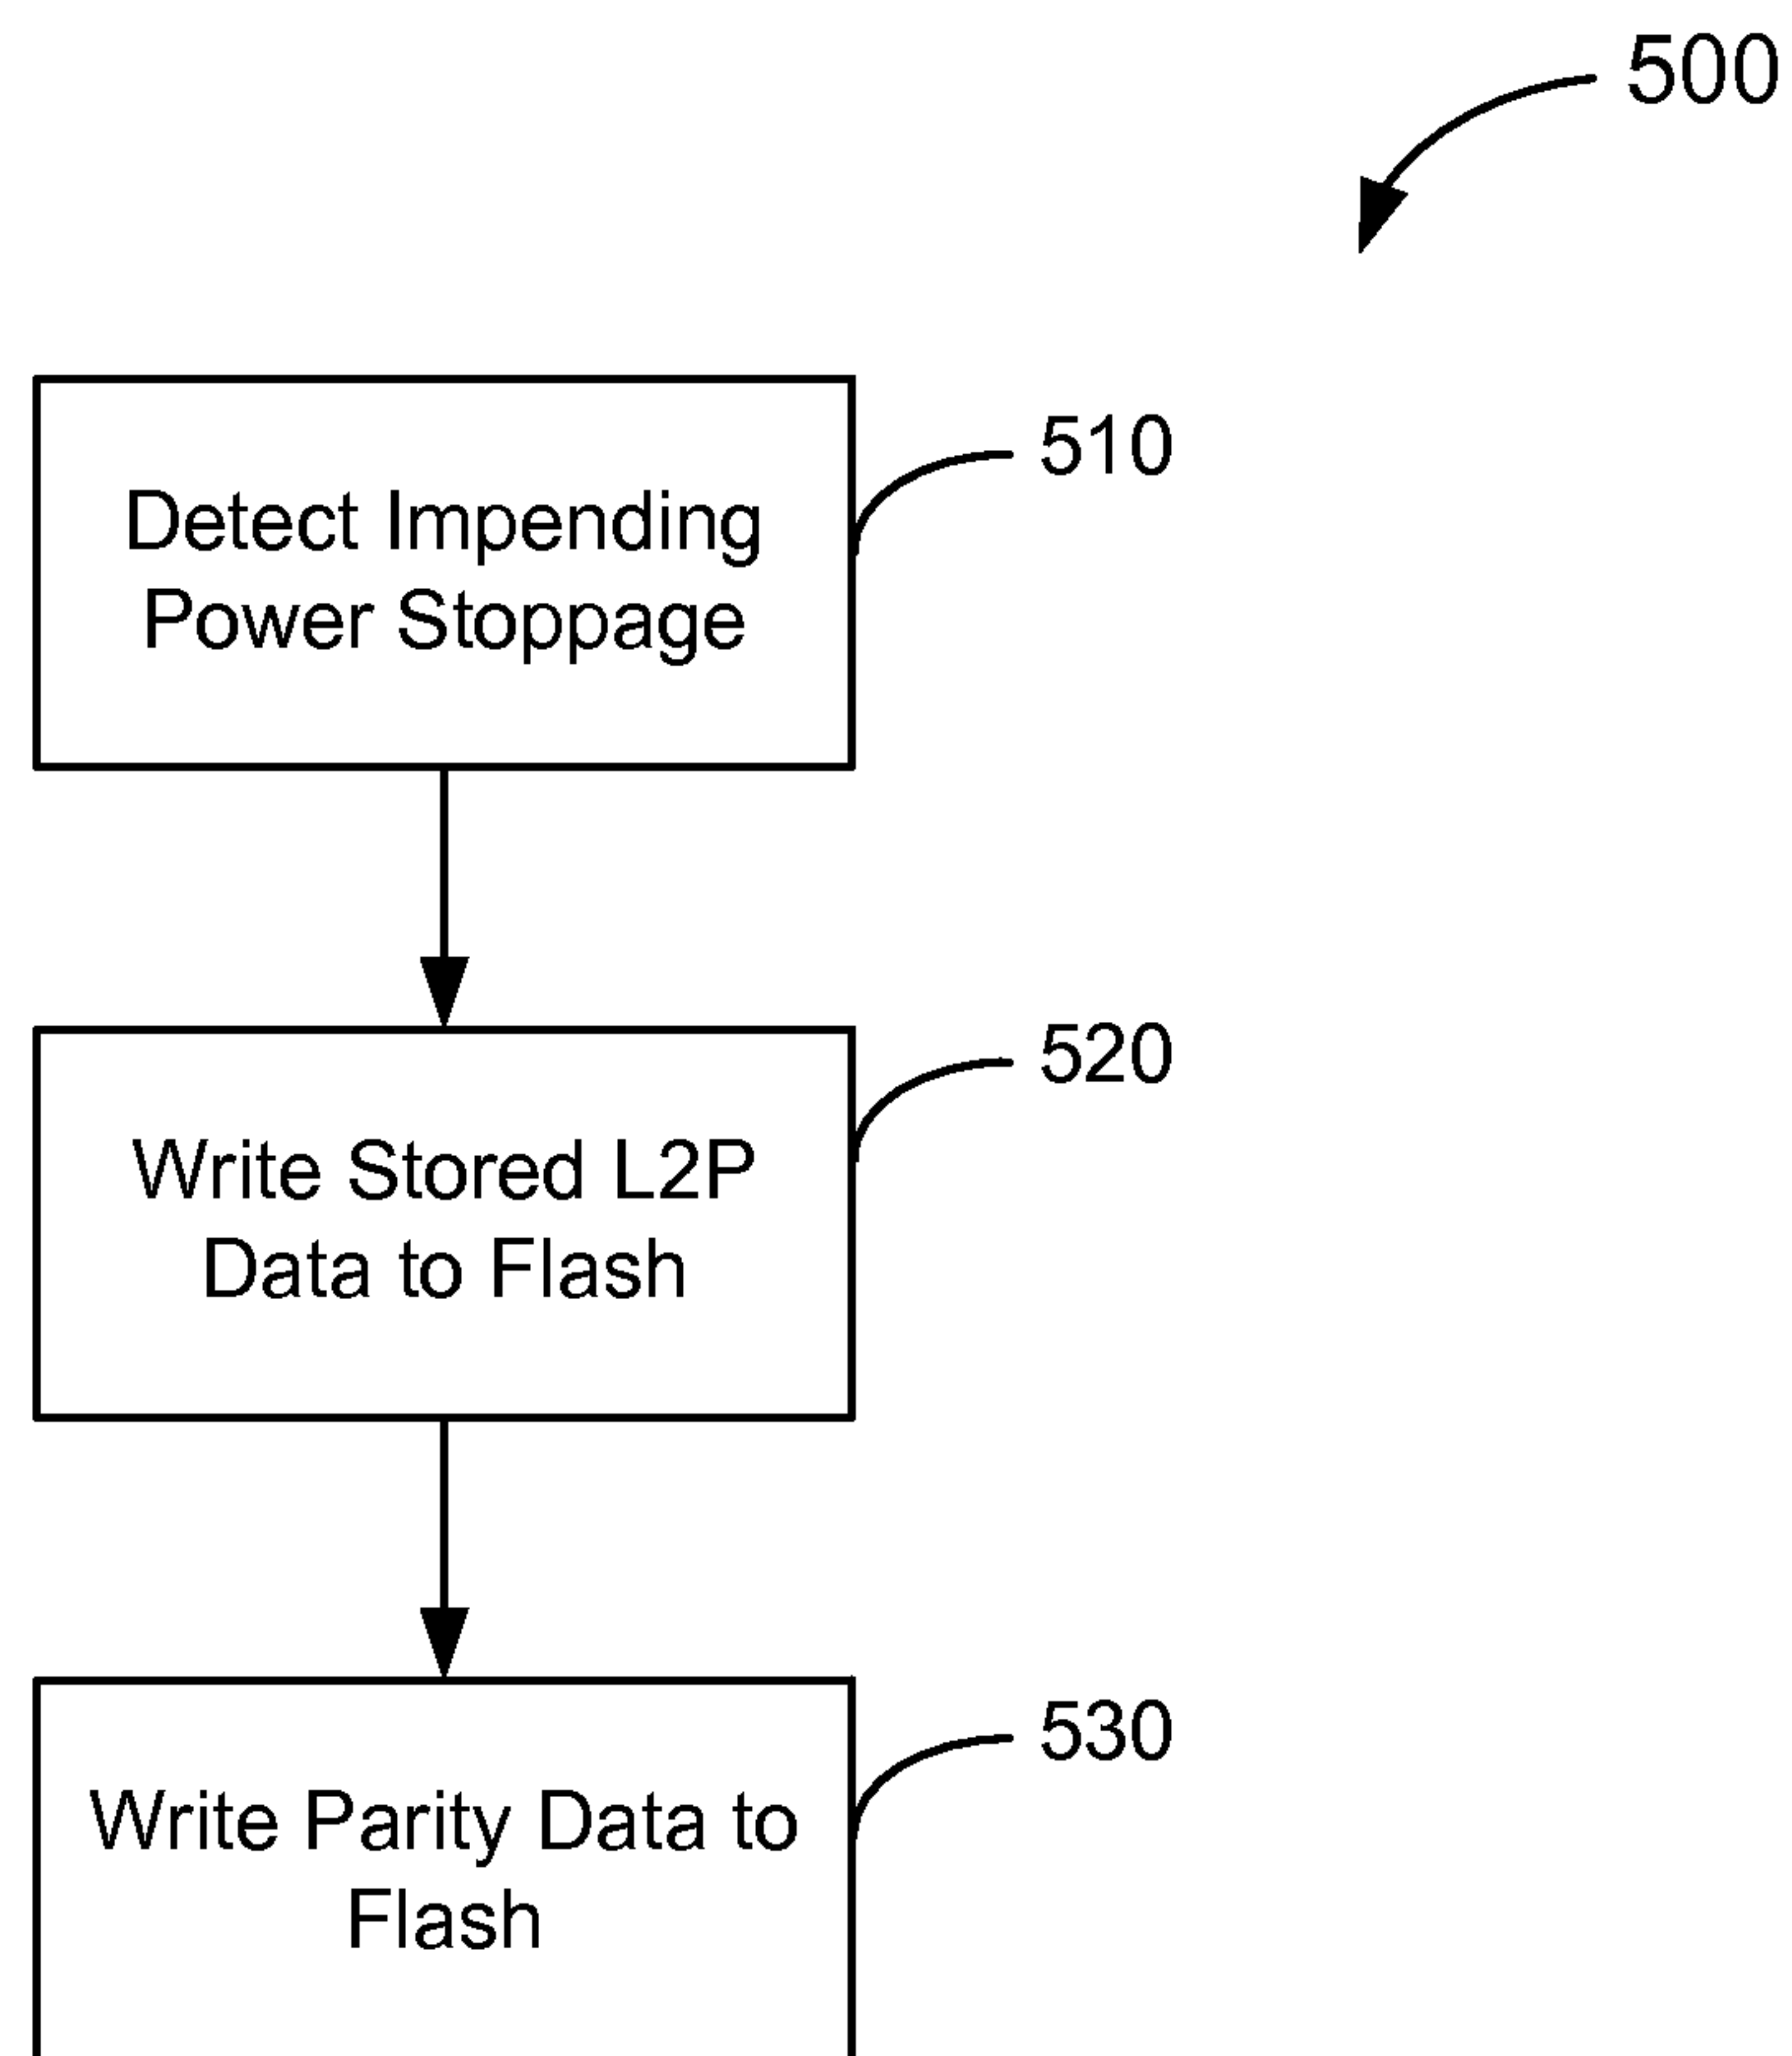 500
Detect Impending
Power Stoppage
510
Write Stored L2P
Data to Flash
520
Write Parity Data to
Flash
530